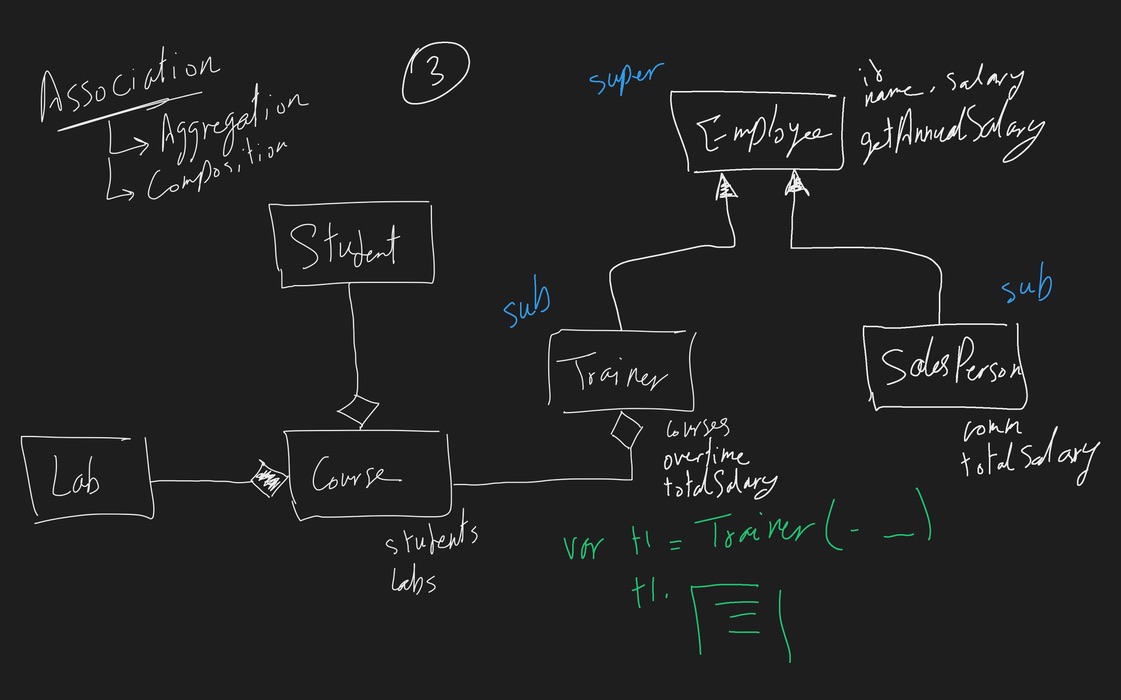 Association
Aggregation
Composition
3
super
Employee
id
name, salary
getAnnualSalary
Student
sub
Trainer
courses
overtime
totalSalary
sub
SalesPerson
comm
totalSalary
Lab
Course
students
Labs
var t1 = Trainer(- _)
t1.